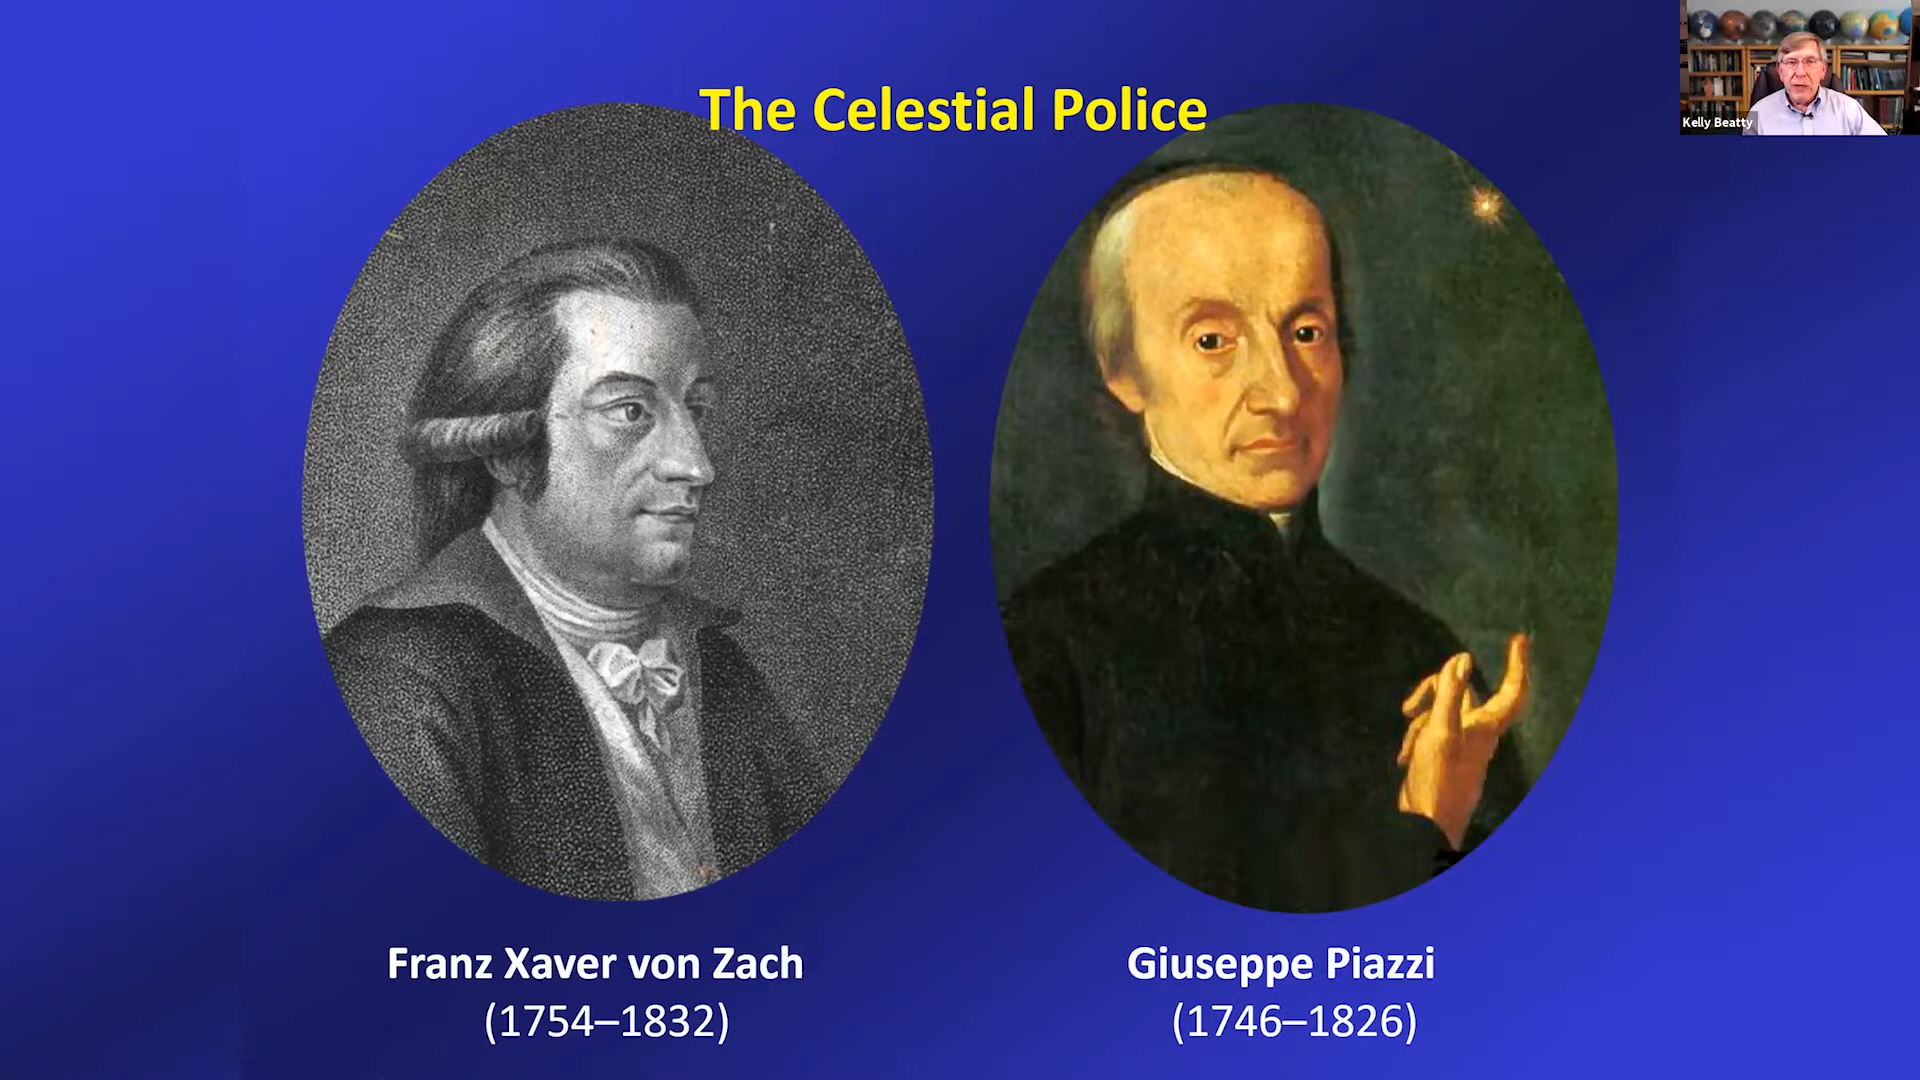 The Celestial Police
Kelly Beatty
Franz Xaver von Zach
(1754–1832)
Giuseppe Piazzi
(1746–1826)